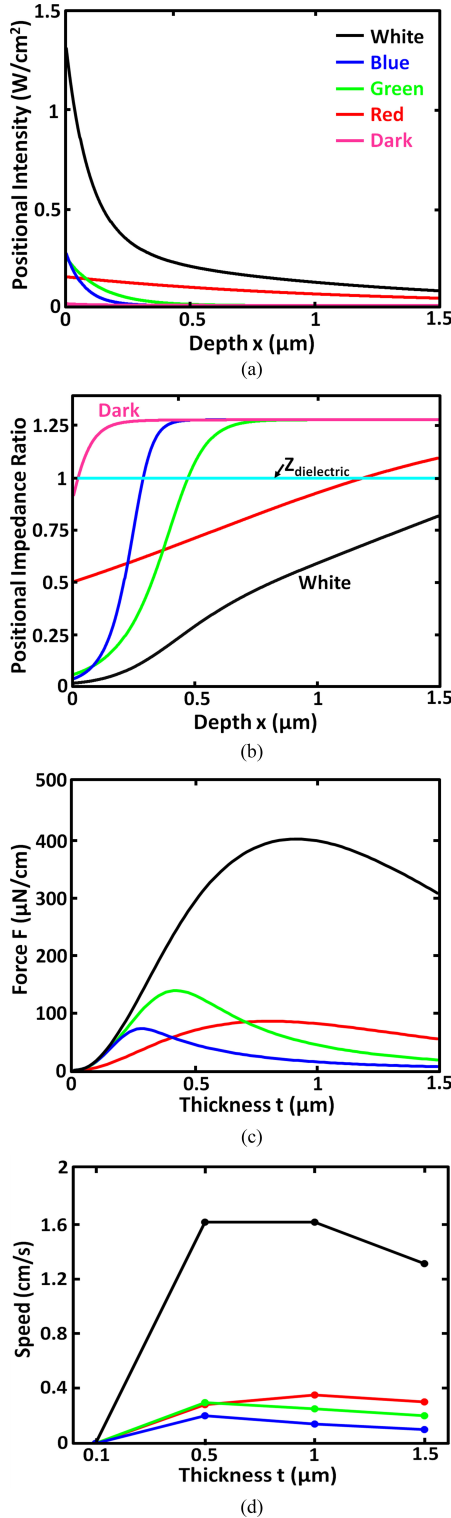 Positional Intensity (W/cm²)
1.5
1
0.5
0
White
Blue
Green
Red
Dark
0
0.5
1
1.5
Depth x (µm)
(a)
Positional Impedance Ratio
1.25
1
0.75
0.5
0.25
0
Dark
Zdielectric
White
0
0.5
1
1.5
Depth x (µm)
(b)
Force F (µN/cm)
500
400
300
200
100
0
0
0.5
1
1.5
Thickness t (µm)
(c)
Speed (cm/s)
2
1.6
1.2
0.4
0
0.1
0.5
1
1.5
Thickness t (µm)
(d)